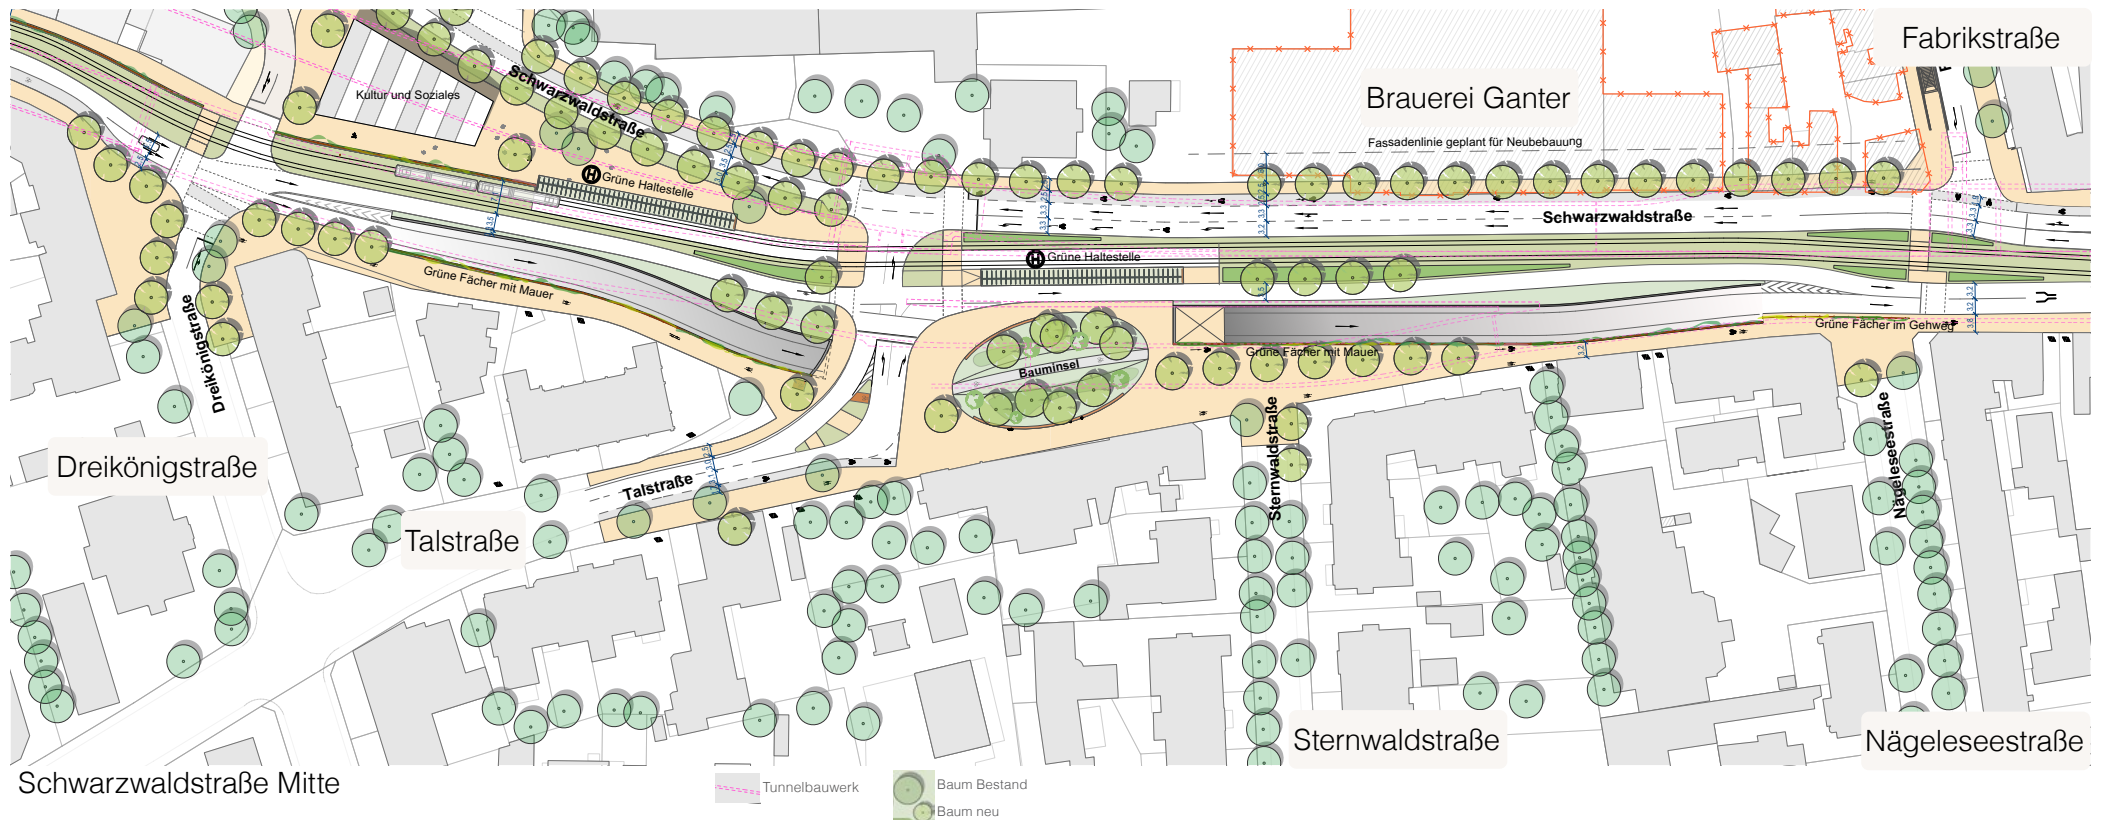 Fabrikstraße
Kultur und Soziales
Schwarzwaldstraße
Brauerei Ganter
Fassadenlinie geplant für Neubebauung
Grüne Haltestelle
Schwarzwaldstraße
Grüne Haltestelle
Grüne Fächer mit Mauer
Grüne Fächer im Gehweg
Grüne Fächer mit Mauer
Bauminsel
Dreikönigstraße
Sternwaldstraße
Nägeleseestraße
Dreikönigstraße
Talstraße
Talstraße
Sternwaldstraße
Nägeleseestraße
Schwarzwaldstraße Mitte
Tunnelbauwerk
Baum Bestand
Baum neu